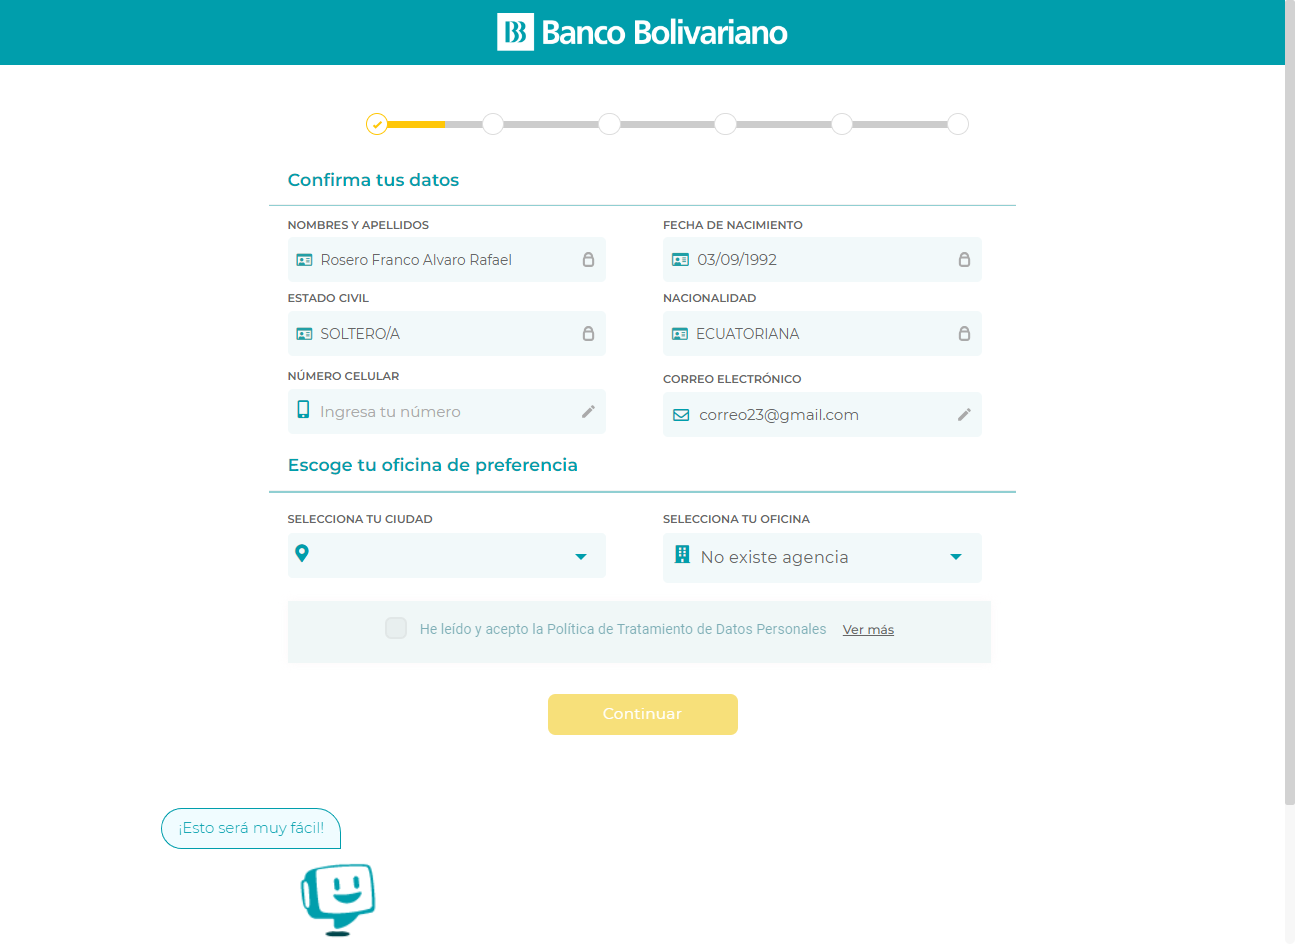 Banco Bolivariano
Confirma tus datos
NOMBRES Y APELLIDOS
Rosero Franco Alvaro Rafael
FECHA DE NACIMIENTO
03/09/1992
ESTADO CIVIL
SOLTERO/A
NACIONALIDAD
ECUATORIANA
NÚMERO CELULAR
Ingresa tu número
CORREO ELECTRÓNICO
correo23@gmail.com
Escoge tu oficina de preferencia
SELECCIONA TU CIUDAD
SELECCIONA TU OFICINA
No existe agencia
He leído y acepto la Política de Tratamiento de Datos Personales Ver más
Continuar
¡Esto será muy fácil!